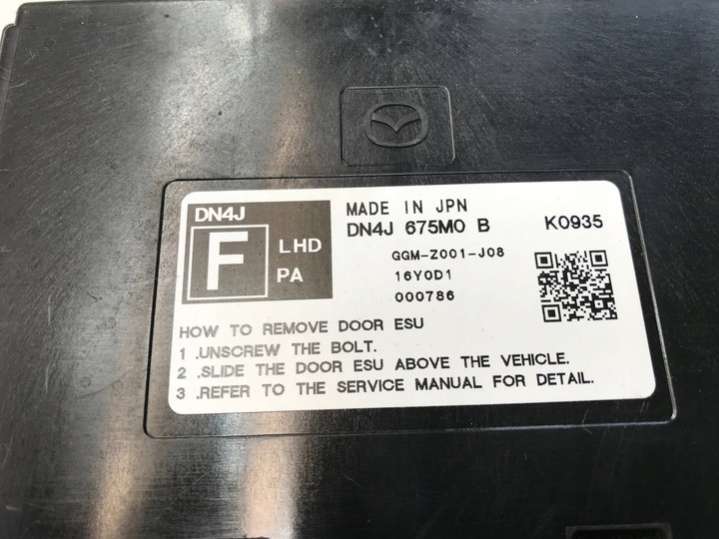 DN4J
F
LHD
PA
MADE IN JPN
DN4J 675M0 B K0935
GGM-Z001-J08
16Y0D1
000786
HOW TO REMOVE DOOR ESU
1 .UNSCREW THE BOLT.
2 .SLIDE THE DOOR ESU ABOVE THE VEHICLE.
3 .REFER TO THE SERVICE MANUAL FOR DETAIL.